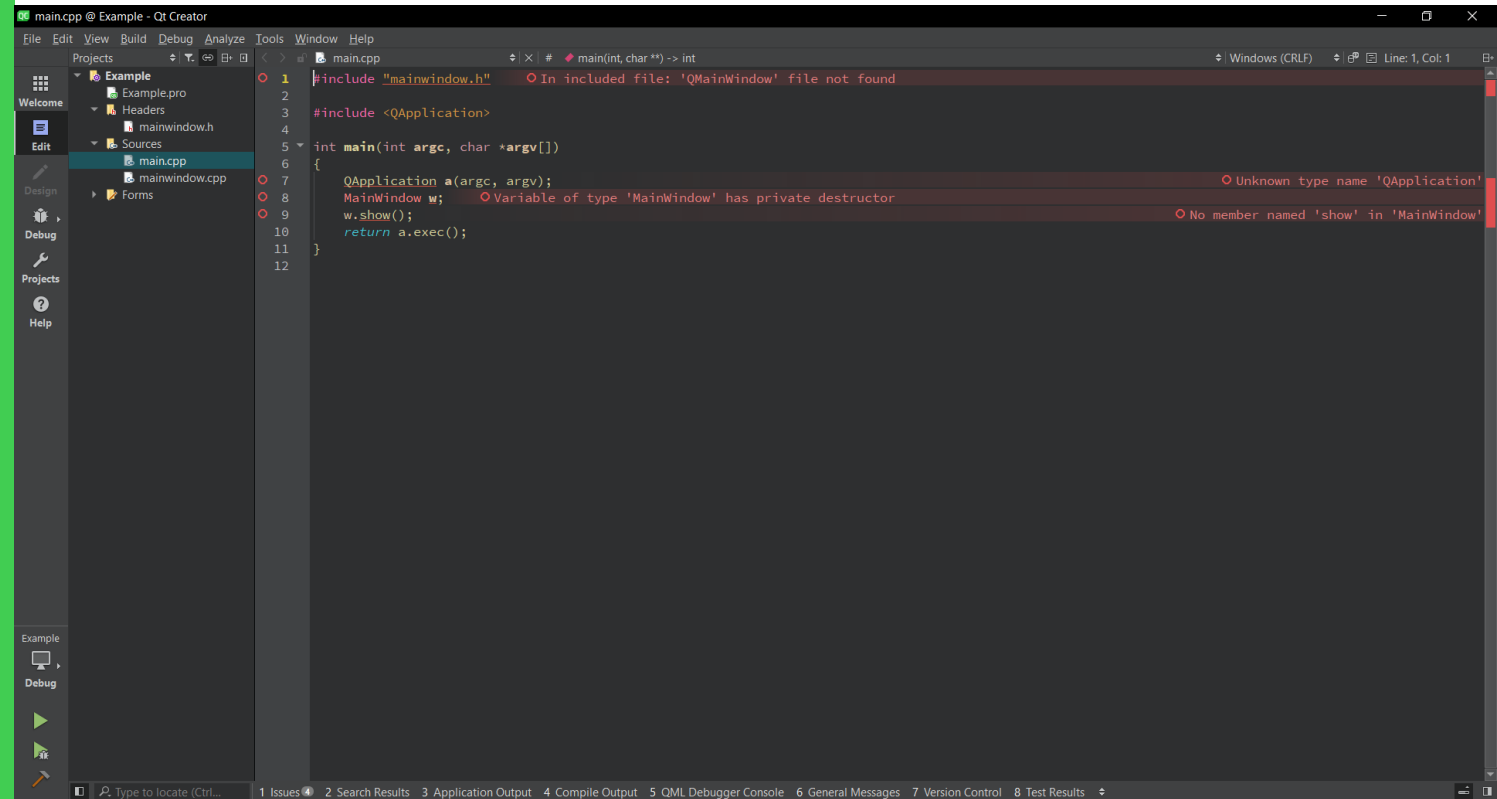 QC main.cpp @ Example - Qt Creator
File Edit View Build Debug Analyze Tools Window Help
Projects
main.cpp
# main(int, char **) -> int
Windows (CRLF)
Line: 1, Col: 1
Welcome
Edit
Design
Debug
Projects
Help
Example
Debug
Example
Example.pro
Headers
mainwindow.h
Sources
main.cpp
mainwindow.cpp
Forms
1 #include "mainwindow.h" In included file: 'QMainWindow' file not found
2
3 #include <QApplication>
4
5 int main(int argc, char *argv[])
6 {
7 QApplication a(argc, argv); Unknown type name 'QApplication'
8 MainWindow w; Variable of type 'MainWindow' has private destructor
9 w.show(); No member named 'show' in 'MainWindow'
10 return a.exec();
11 }
12
Type to locate (Ctrl... 1 Issues 4 2 Search Results 3 Application Output 4 Compile Output 5 QML Debugger Console 6 General Messages 7 Version Control 8 Test Results